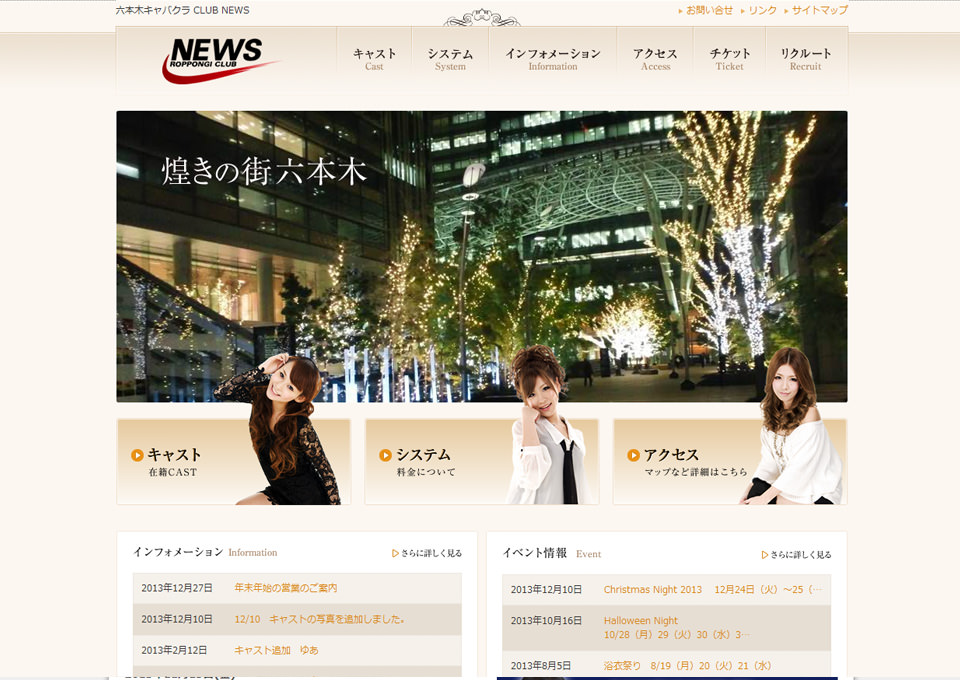 六本木キャバクラ CLUB NEWS
お問い合せ リンク サイトマップ
NEWS
ROPPONGI CLUB
キャスト システム インフォメーション アクセス チケット リクルート
Cast System Information Access Ticket Recruit
煌きの街六本木
キャスト
在籍CAST
システム
料金について
アクセス
マップなど詳細はこちら
インフォメーション Information さらに詳しく見る
2013年12月27日 年末年始の営業のご案内
2013年12月10日 12/10 キャストの写真を追加しました。
2013年2月12日 キャスト追加 ゆあ
イベント情報 Event さらに詳しく見る
2013年12月10日 Christmas Night 2013 12月24日（火）～25（…
2013年10月16日 Halloween Night
10/28（月）29（火）30（水）3…
2013年8月5日 浴衣祭り 8/19（月）20（火）21（水）